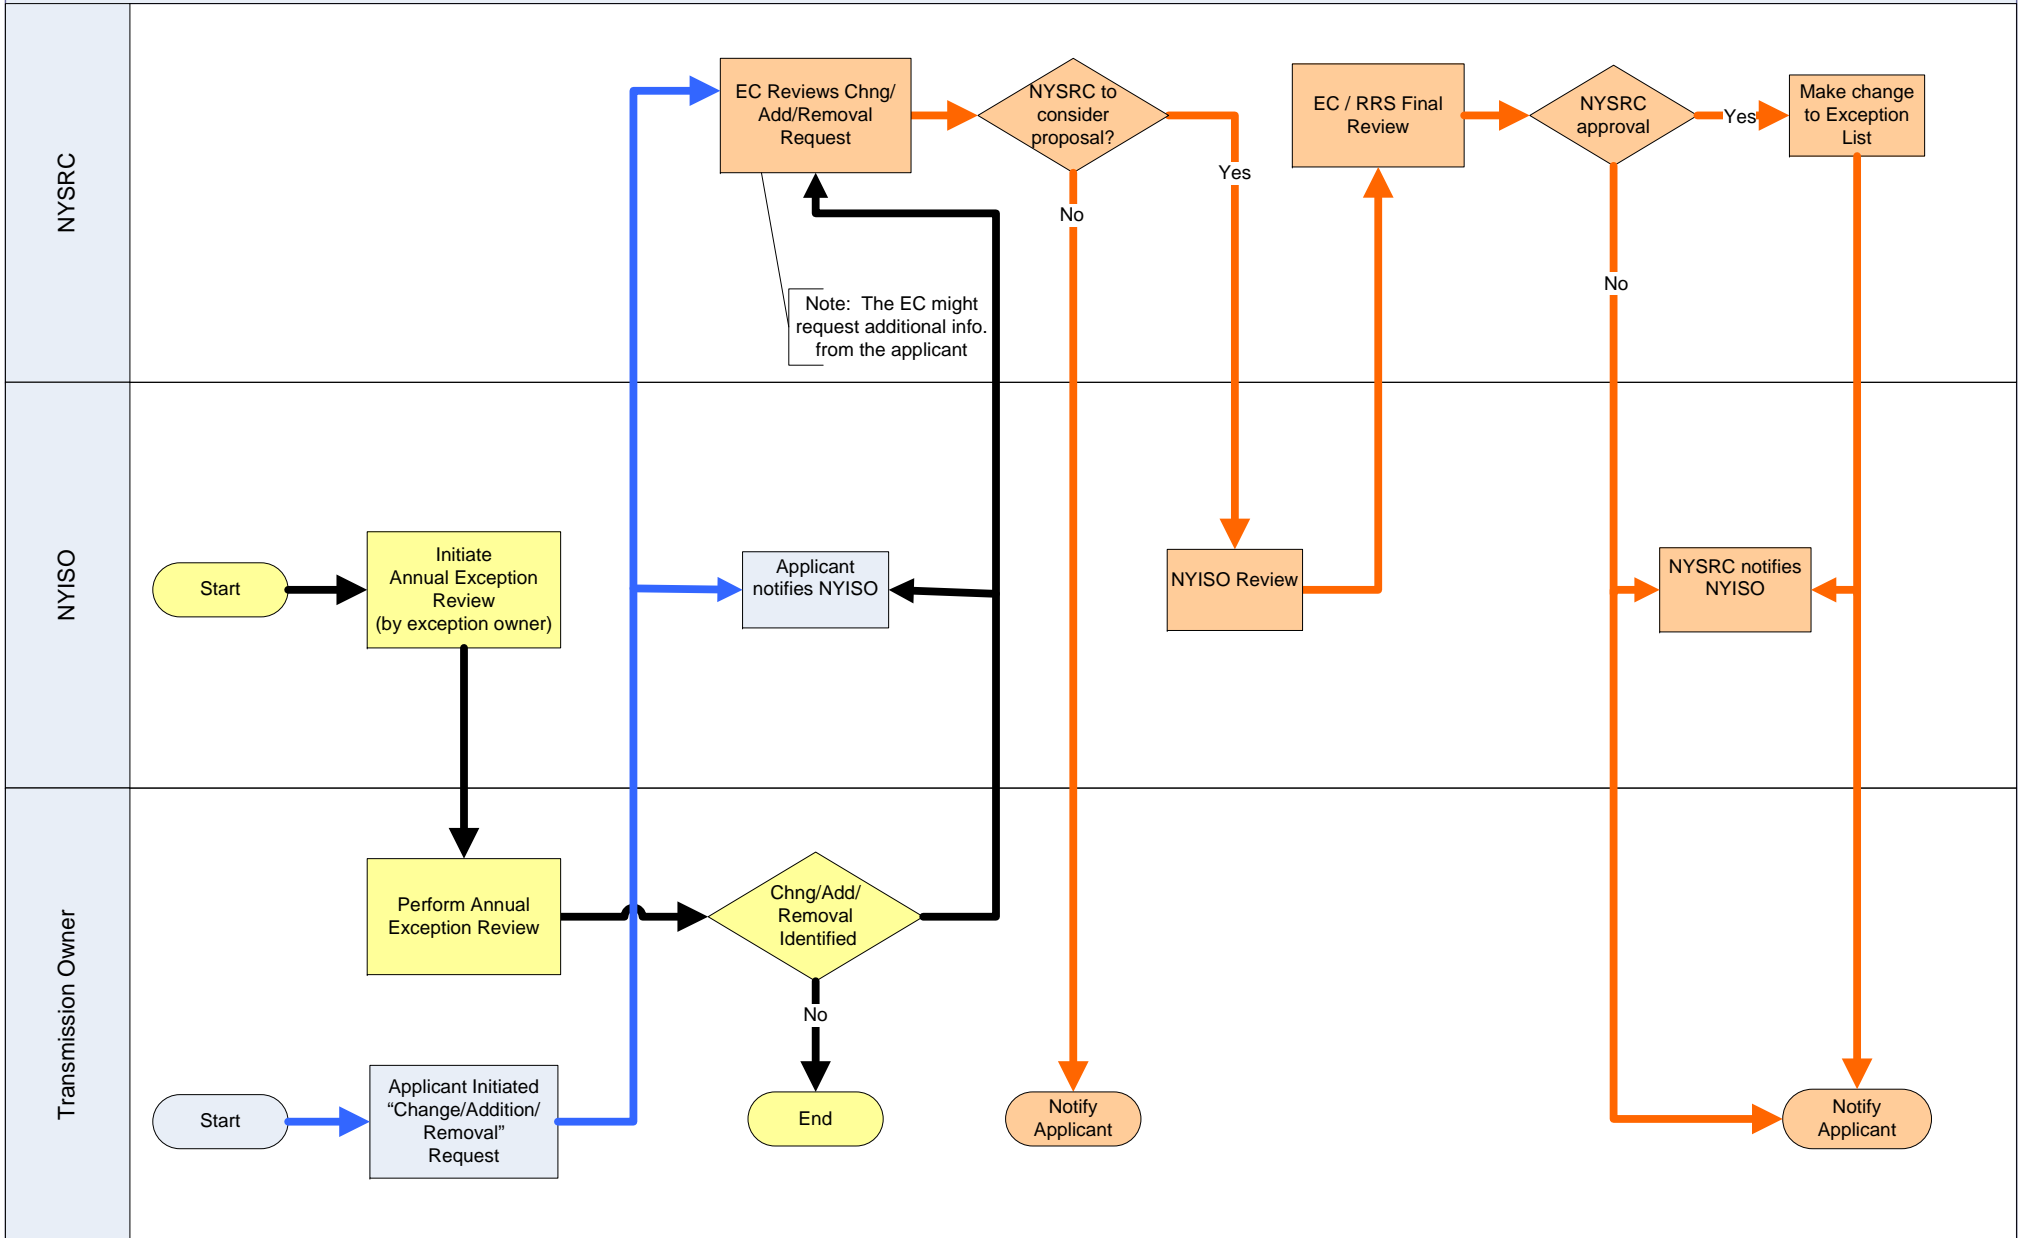 NYSRC
EC Reviews Chng/
Add/Removal
Request
NYSRC to
consider
proposal?
Yes
No
Note:  The EC might
request additional info.
from the applicant
EC / RRS Final
Review
NYSRC
approval
Yes
No
Make change
to Exception
List
NYISO
Start
Initiate
Annual Exception
Review
(by exception owner)
Applicant
notifies NYISO
NYISO Review
NYSRC notifies
NYISO
Transmission Owner
Perform Annual
Exception Review
Chng/Add/
Removal
Identified
No
Start
Applicant Initiated
“Change/Addition/
Removal”
Request
End
Notify
Applicant
Notify
Applicant